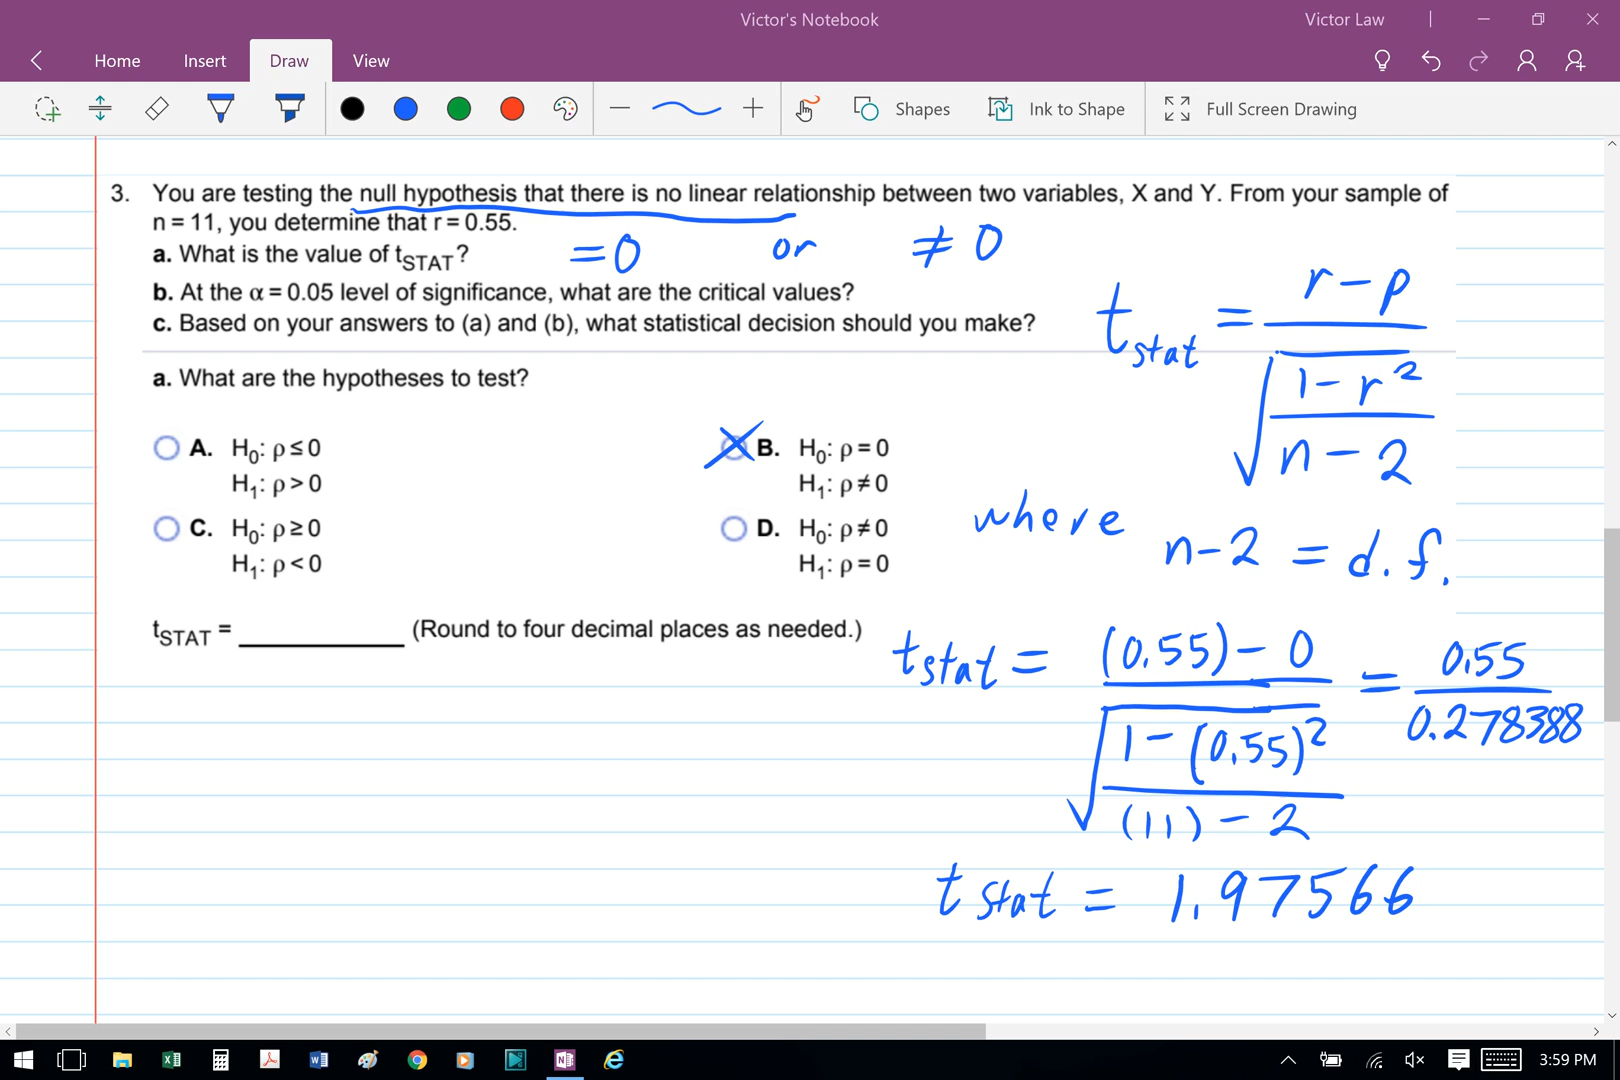 Victor's Notebook
Victor Law
Home Insert Draw View
Shapes Ink to Shape Full Screen Drawing
3. You are testing the null hypothesis that there is no linear relationship between two variables, X and Y. From your sample of
n = 11, you determine that r = 0.55.
a. What is the value of tSTAT?
= 0 or ≠ 0
b. At the α = 0.05 level of significance, what are the critical values?
c. Based on your answers to (a) and (b), what statistical decision should you make?
tstat = r - ρ / √(1 - r² / n - 2)
a. What are the hypotheses to test?
A. H0: ρ ≤ 0
H1: ρ > 0
B. H0: ρ = 0
H1: ρ ≠ 0
C. H0: ρ ≥ 0
H1: ρ < 0
D. H0: ρ ≠ 0
H1: ρ = 0
where n - 2 = d.f.
tSTAT = ________ (Round to four decimal places as needed.)
tstat = (0.55) - 0 / √(1 - (0.55)² / (11) - 2) = 0.55 / 0.278388
tstat = 1.97566
3:59 PM